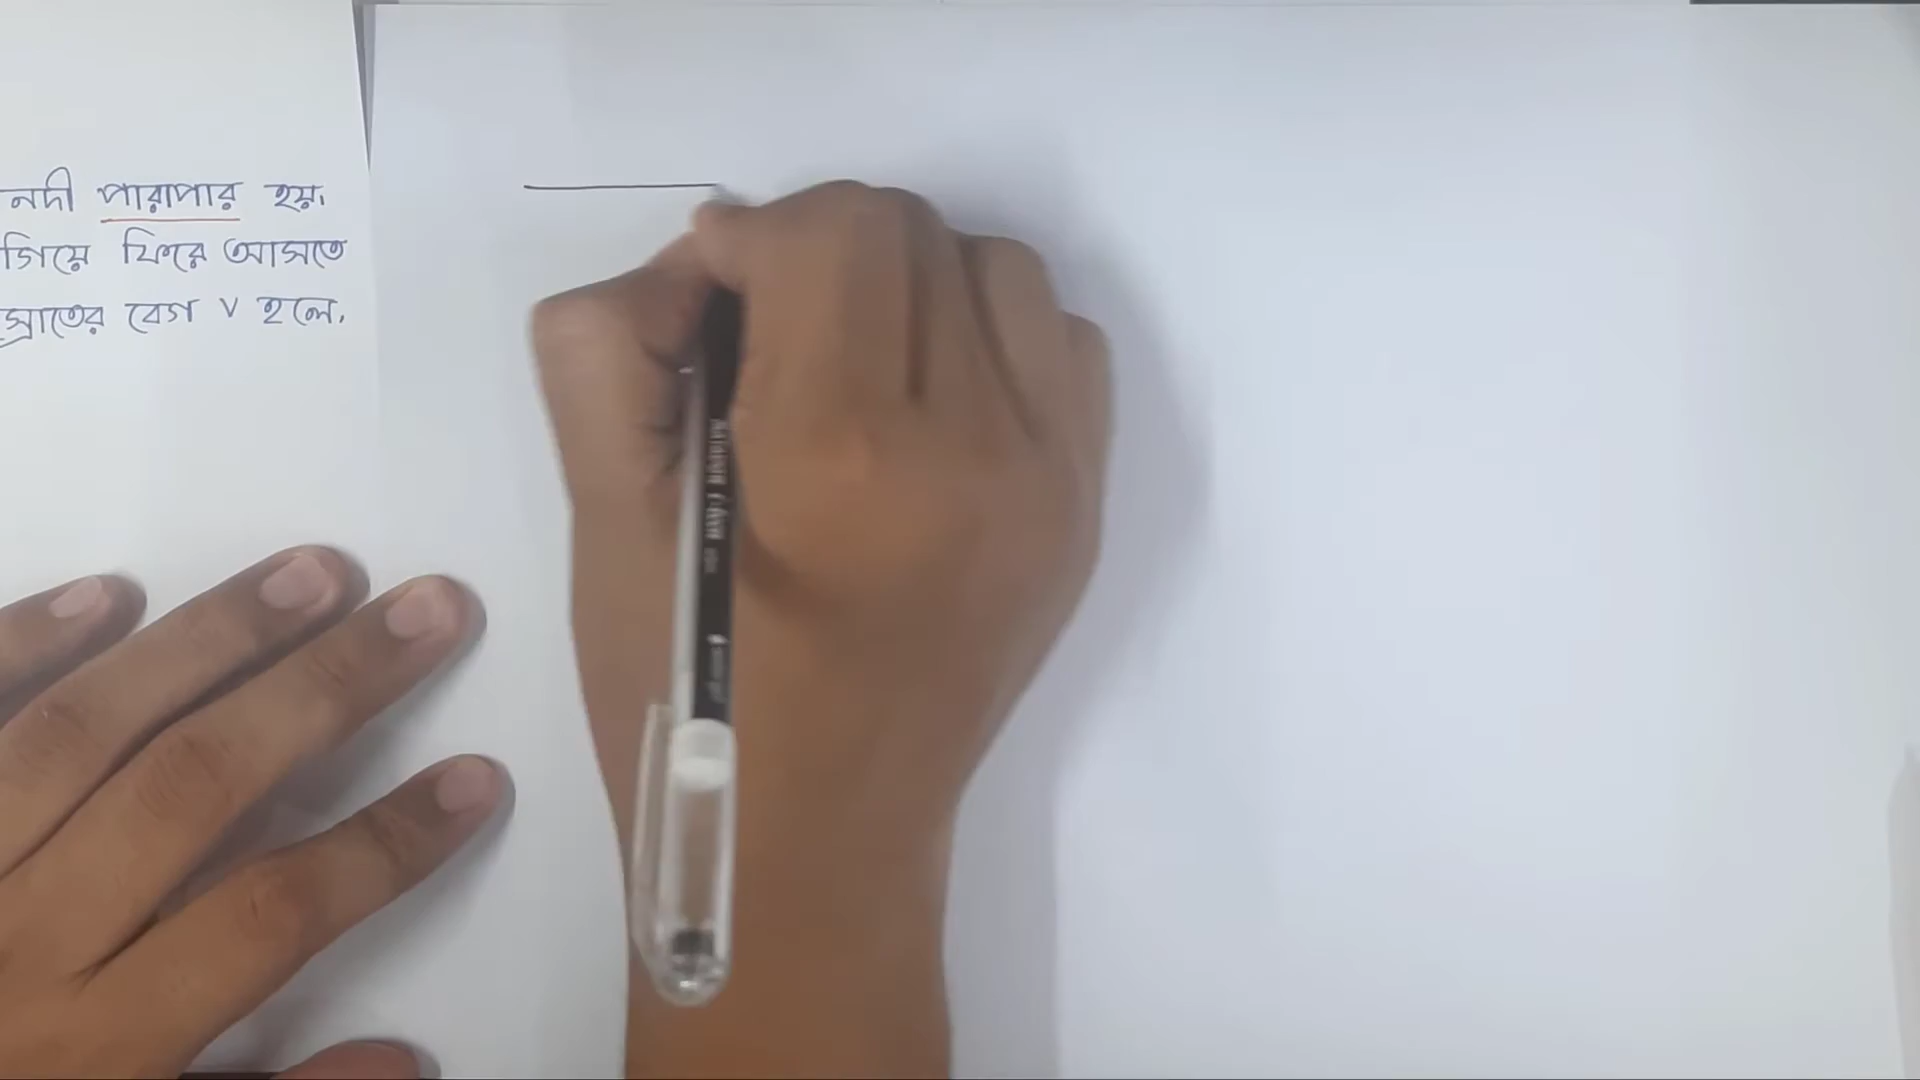 নদী পারাপার হয়,
গিয়ে ফিরে আসতে
স্রোতের বেগ v হলে,